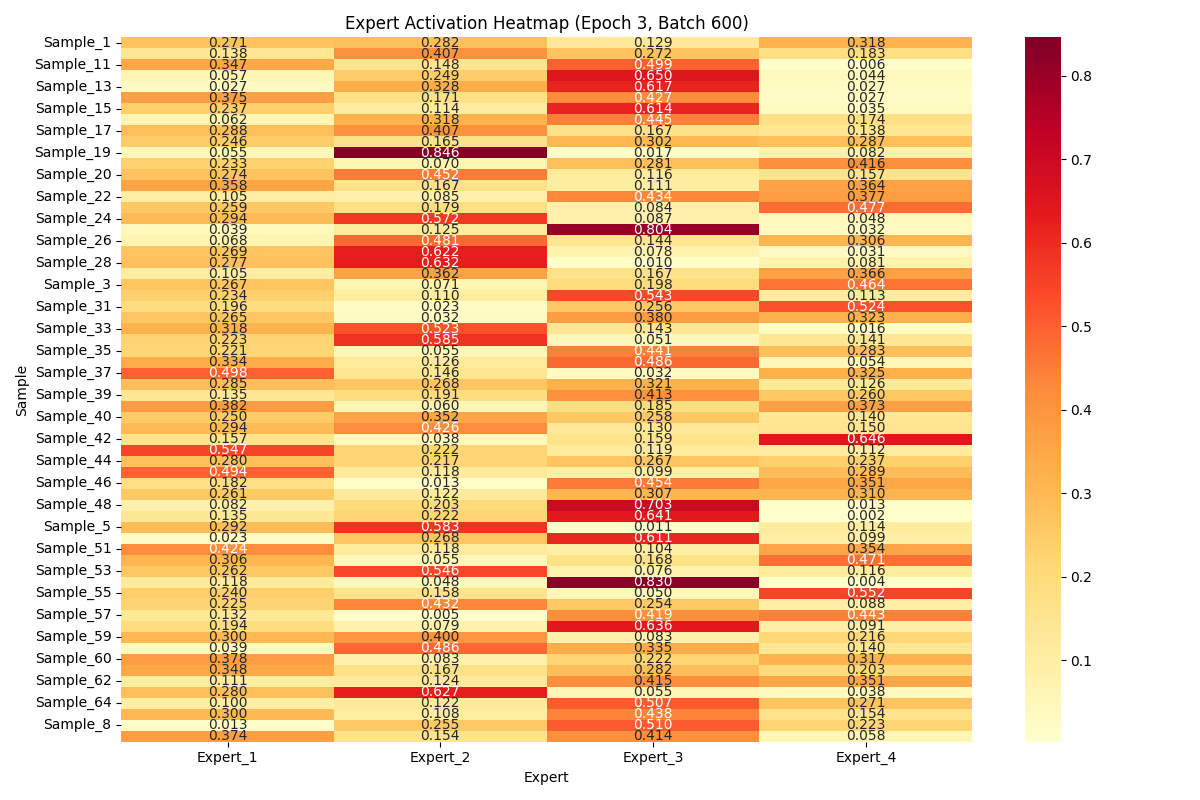 Expert Activation Heatmap (Epoch 3, Batch 600)
Sample_1 0.271 0.282 0.129 0.318
0.138 0.407 0.272 0.183
Sample_11 0.347 0.148 0.499 0.006
0.057 0.249 0.650 0.044
Sample_13 0.027 0.328 0.617 0.027
0.375 0.171 0.427 0.027
Sample_15 0.237 0.114 0.614 0.035
0.062 0.318 0.445 0.174
Sample_17 0.288 0.407 0.167 0.138
0.246 0.165 0.302 0.287
Sample_19 0.055 0.846 0.017 0.082
0.233 0.070 0.281 0.416
Sample_20 0.274 0.452 0.116 0.157
0.358 0.167 0.111 0.364
Sample_22 0.105 0.085 0.434 0.377
0.259 0.179 0.084 0.477
Sample_24 0.294 0.572 0.087 0.048
0.039 0.125 0.804 0.032
Sample_26 0.068 0.481 0.144 0.306
0.269 0.622 0.078 0.031
Sample_28 0.277 0.632 0.010 0.081
0.105 0.362 0.167 0.366
Sample_3 0.267 0.071 0.198 0.464
0.234 0.110 0.543 0.113
Sample_31 0.196 0.023 0.256 0.524
0.265 0.032 0.380 0.323
Sample_33 0.318 0.523 0.143 0.016
0.223 0.585 0.051 0.141
Sample_35 0.221 0.055 0.441 0.283
0.334 0.126 0.486 0.054
Sample_37 0.498 0.146 0.032 0.325
0.285 0.268 0.321 0.126
Sample_39 0.135 0.191 0.413 0.260
0.382 0.060 0.185 0.373
Sample_40 0.250 0.352 0.258 0.140
0.294 0.426 0.130 0.150
Sample_42 0.157 0.038 0.159 0.646
0.547 0.222 0.119 0.112
Sample_44 0.280 0.217 0.267 0.237
0.494 0.118 0.099 0.289
Sample_46 0.182 0.013 0.454 0.351
0.261 0.122 0.307 0.310
Sample_48 0.082 0.203 0.703 0.013
0.135 0.222 0.641 0.002
Sample_5 0.292 0.583 0.011 0.114
0.023 0.268 0.611 0.099
Sample_51 0.424 0.118 0.104 0.354
0.306 0.055 0.168 0.471
Sample_53 0.262 0.546 0.076 0.116
0.118 0.048 0.830 0.004
Sample_55 0.240 0.158 0.050 0.552
0.225 0.432 0.254 0.088
Sample_57 0.132 0.005 0.419 0.443
0.194 0.079 0.636 0.091
Sample_59 0.300 0.400 0.083 0.216
0.039 0.486 0.335 0.140
Sample_60 0.378 0.083 0.222 0.317
0.348 0.167 0.282 0.203
Sample_62 0.111 0.124 0.415 0.351
0.280 0.627 0.055 0.038
Sample_64 0.100 0.122 0.507 0.271
0.300 0.108 0.438 0.154
Sample_8 0.013 0.255 0.510 0.223
0.374 0.154 0.414 0.058
Expert_1 Expert_2 Expert_3 Expert_4
Expert
Sample
0.8
0.7
0.6
0.5
0.4
0.3
0.2
0.1